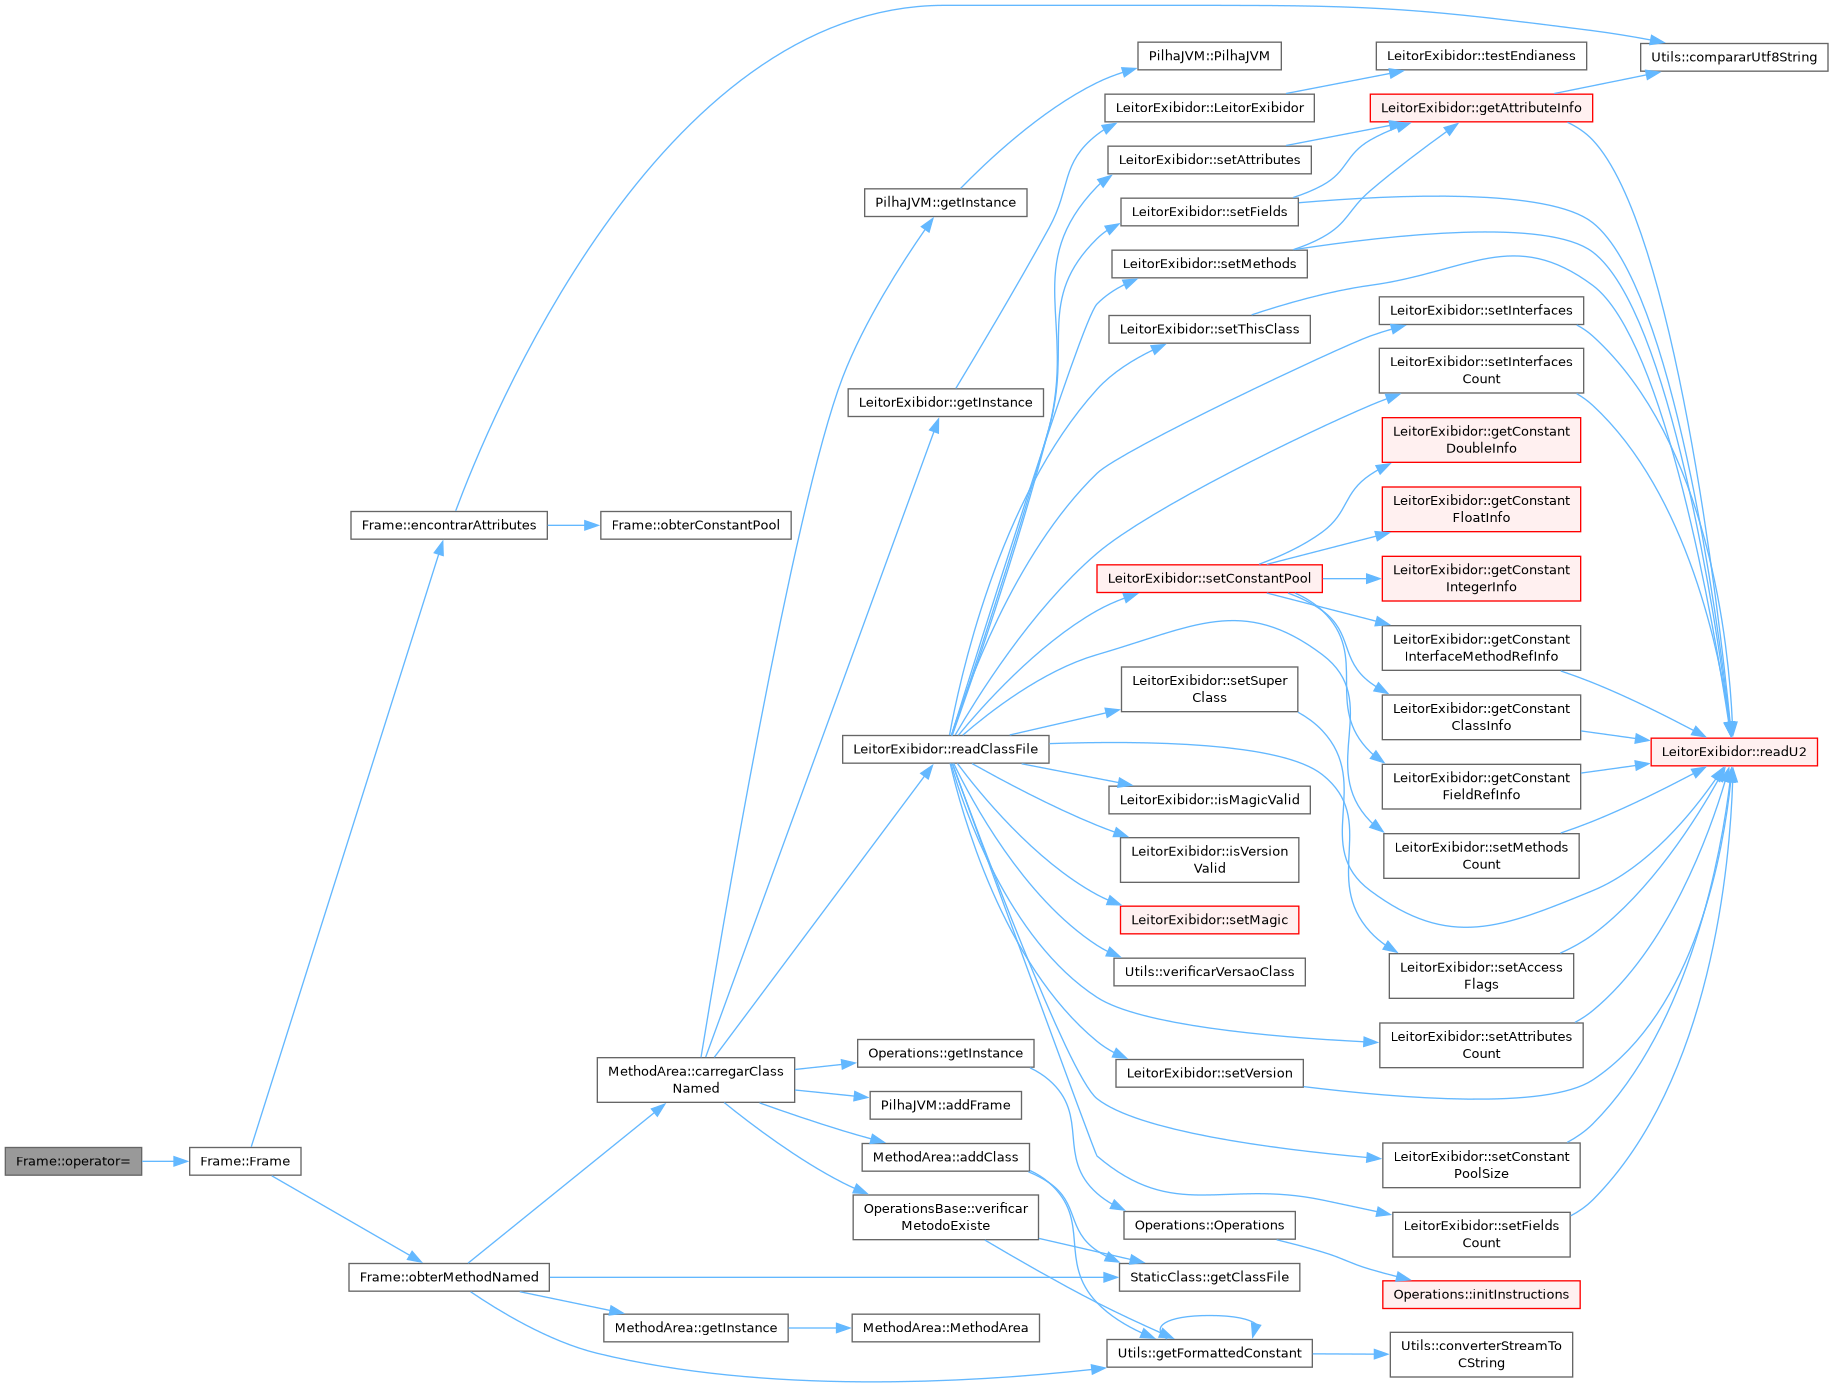 Frame::operator=
Frame::Frame
Frame::encontrarAttributes
Frame::obterMethodNamed
Frame::obterConstantPool
MethodArea::carregarClass
Named
MethodArea::getInstance
PilhaJVM::getInstance
LeitorExibidor::getInstance
LeitorExibidor::readClassFile
Operations::getInstance
PilhaJVM::addFrame
MethodArea::addClass
OperationsBase::verificar
MetodoExiste
MethodArea::MethodArea
PilhaJVM::PilhaJVM
LeitorExibidor::LeitorExibidor
LeitorExibidor::setAttributes
LeitorExibidor::setFields
LeitorExibidor::setMethods
LeitorExibidor::setThisClass
LeitorExibidor::setConstantPool
LeitorExibidor::setSuper
Class
LeitorExibidor::isMagicValid
LeitorExibidor::isVersion
Valid
LeitorExibidor::setMagic
Utils::verificarVersaoClass
LeitorExibidor::setVersion
Operations::Operations
StaticClass::getClassFile
Utils::getFormattedConstant
LeitorExibidor::testEndianess
LeitorExibidor::getAttributeInfo
LeitorExibidor::setInterfaces
LeitorExibidor::setInterfaces
Count
LeitorExibidor::getConstant
DoubleInfo
LeitorExibidor::getConstant
FloatInfo
LeitorExibidor::getConstant
IntegerInfo
LeitorExibidor::getConstant
InterfaceMethodRefInfo
LeitorExibidor::getConstant
ClassInfo
LeitorExibidor::getConstant
FieldRefInfo
LeitorExibidor::setMethods
Count
LeitorExibidor::setAccess
Flags
LeitorExibidor::setAttributes
Count
LeitorExibidor::setConstant
PoolSize
LeitorExibidor::setFields
Count
Operations::initInstructions
Utils::converterStreamTo
CString
Utils::compararUtf8String
LeitorExibidor::readU2